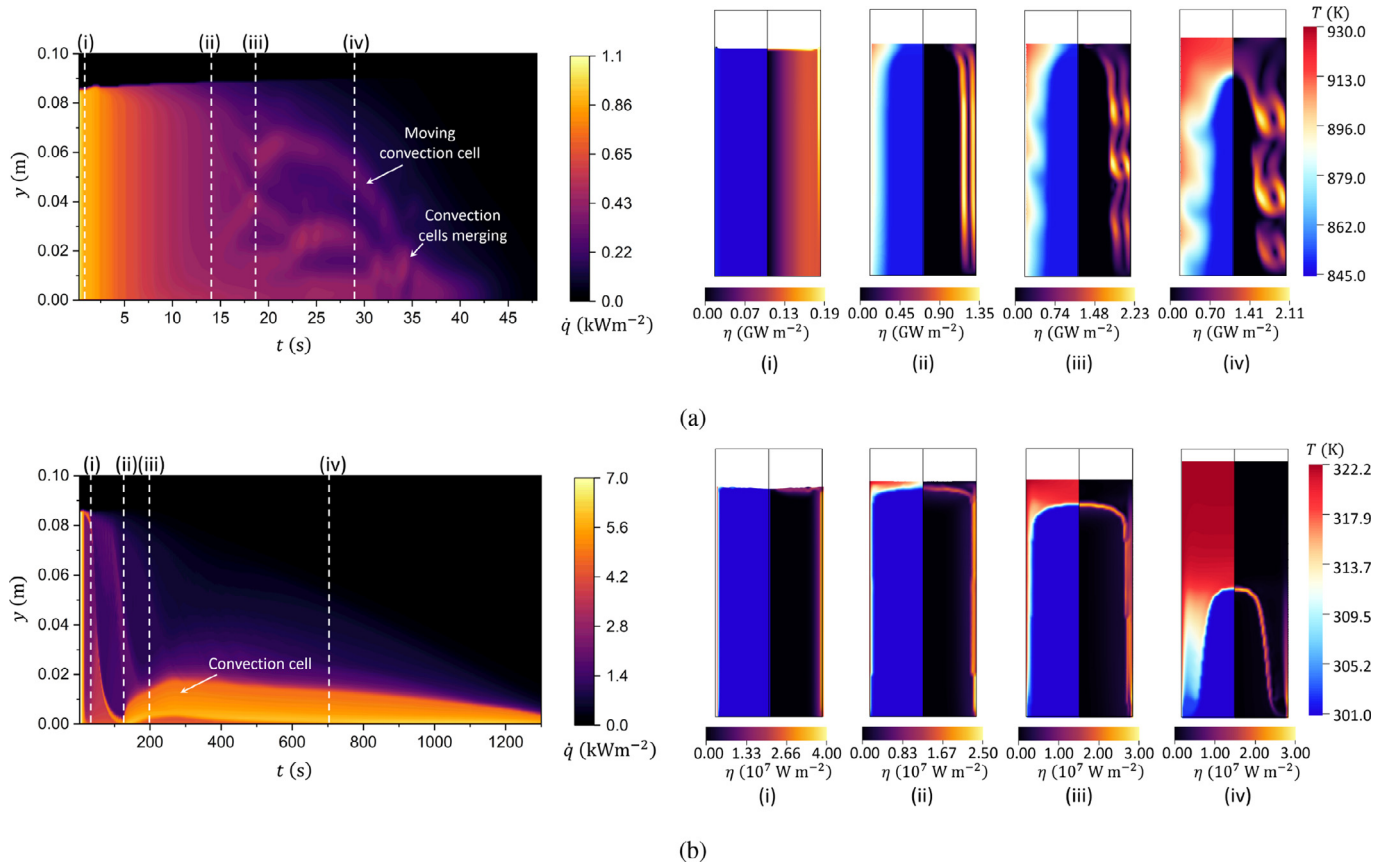 (i) (ii) (iii) (iv)
0.10
0.08
0.06
0.04
0.02
0.00
y (m)
Moving
convection cell
Convection
cells merging
5 10 15 20 25 30 35 40 45
t (s)
1.1
0.86
0.65
0.43
0.22
0.0
q̇ (kWm⁻²)
T (K)
930.0
913.0
896.0
879.0
862.0
845.0
0.00 0.07 0.13 0.19
η (GW m⁻²)
(i)
0.00 0.45 0.90 1.35
η (GW m⁻²)
(ii)
0.00 0.74 1.48 2.23
η (GW m⁻²)
(iii)
0.00 0.70 1.41 2.11
η (GW m⁻²)
(iv)
(a)
(i) (ii) (iii) (iv)
0.10
0.08
0.06
0.04
0.02
0.00
y (m)
Convection cell
200 400 600 800 1000 1200
t (s)
7.0
5.6
4.2
2.8
1.4
0.0
q̇ (kWm⁻²)
T (K)
322.2
317.9
313.7
309.5
305.2
301.0
0.00 1.33 2.66 4.00
η (10⁷ W m⁻²)
(i)
0.00 0.83 1.67 2.50
η (10⁷ W m⁻²)
(ii)
0.00 1.00 2.00 3.00
η (10⁷ W m⁻²)
(iii)
0.00 1.00 2.00 3.00
η (10⁷ W m⁻²)
(iv)
(b)